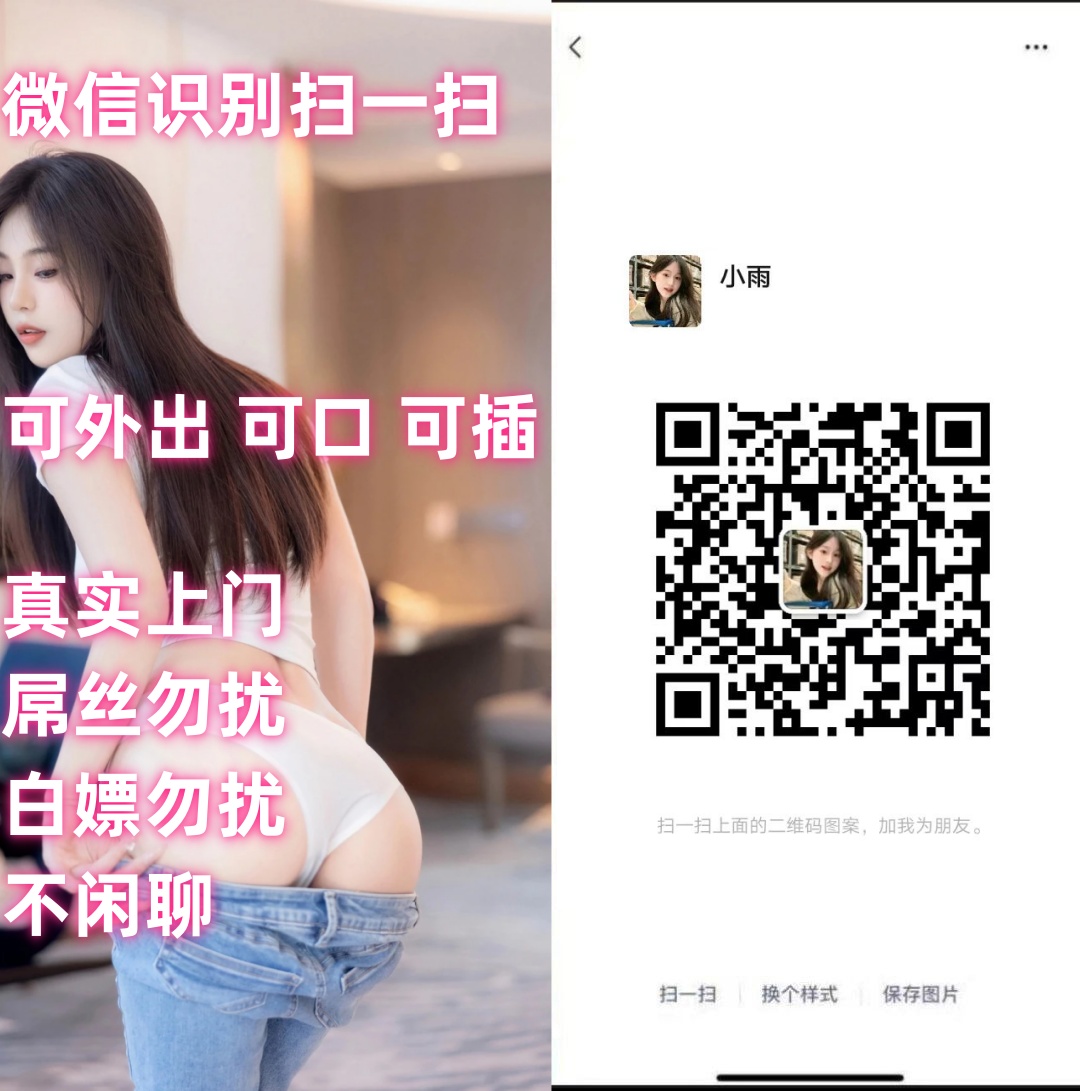 微信识别扫一扫
可外出 可口 可插
真实上门
屌丝勿扰
白嫖勿扰
不闲聊
小雨
扫一扫上面的二维码图案，加我为朋友。
扫一扫 换个样式 保存图片